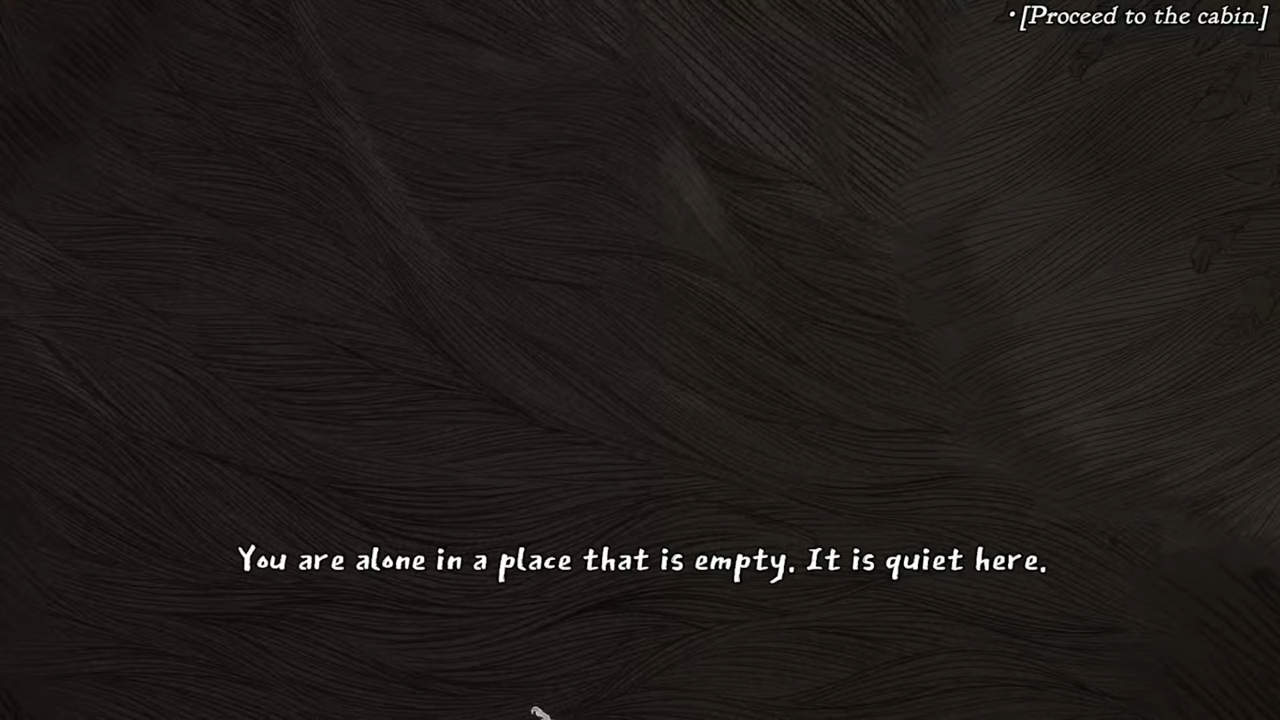 •[Proceed to the cabin.]
You are alone in a place that is empty. It is quiet here.